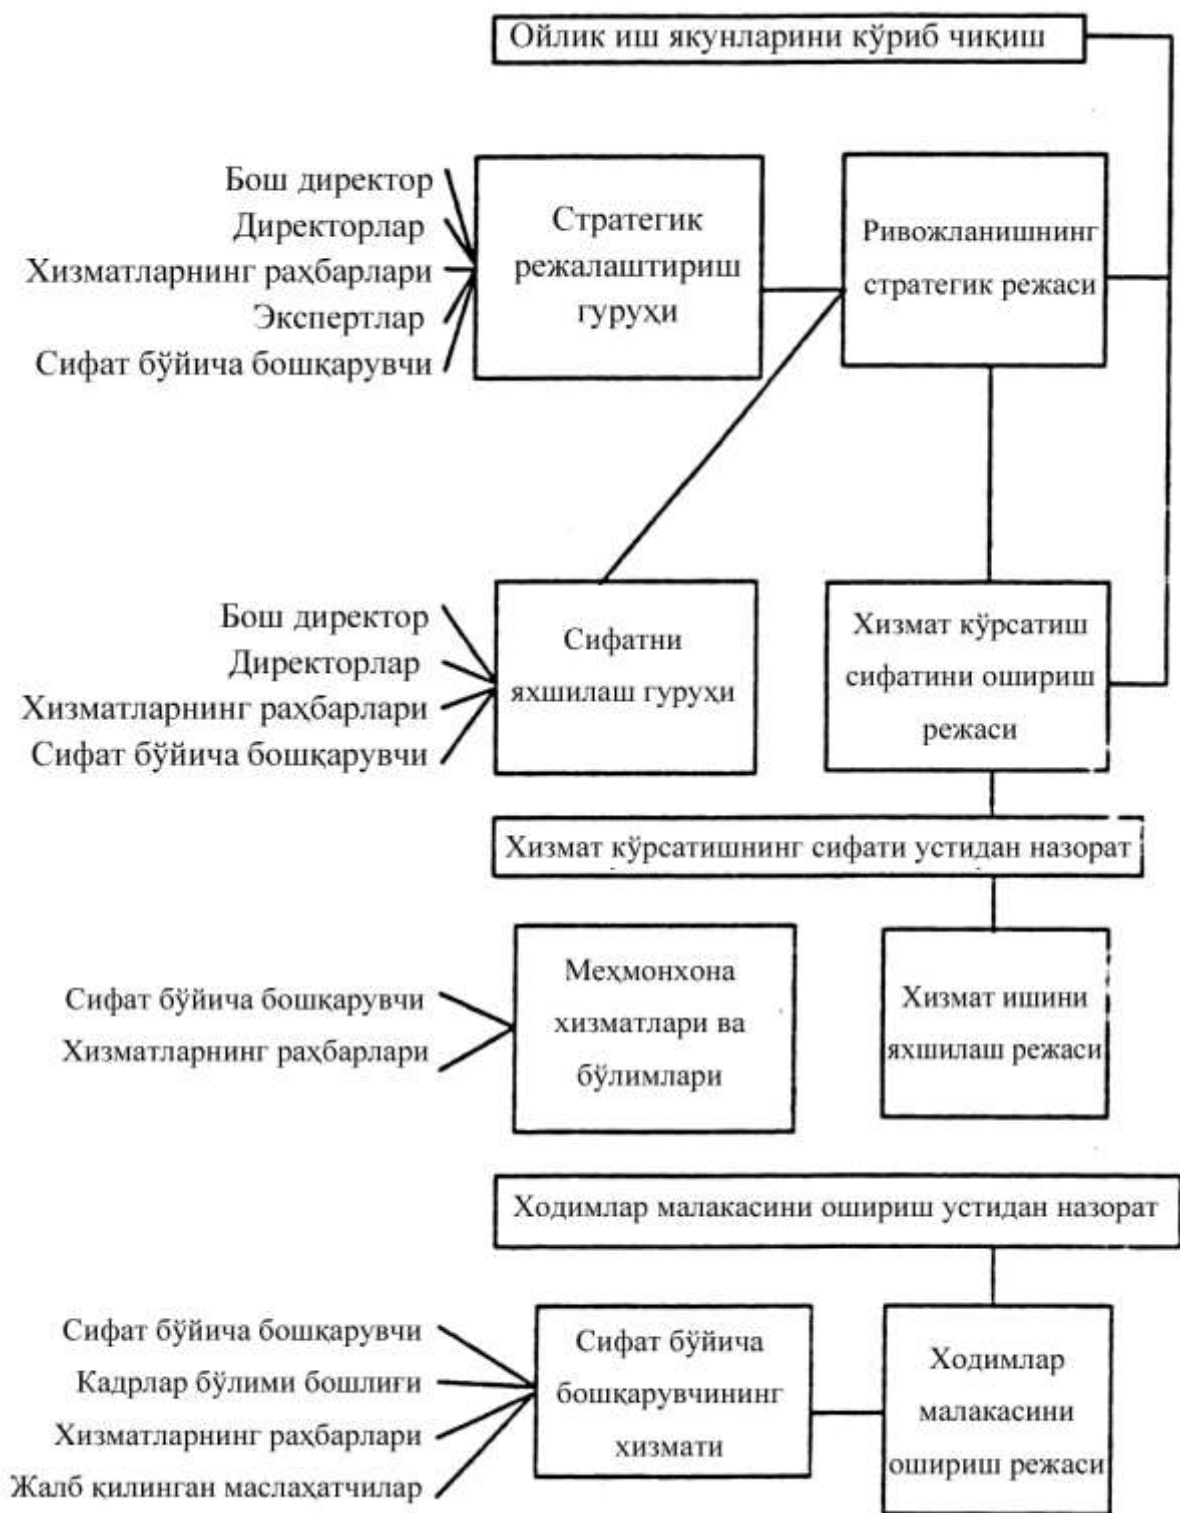 Ойлик иш якунларини кўриб чиқиш
Бош директор
Директорлар
Хизматларнинг раҳбарлари
Экспертлар
Сифат бўйича бошқарувчи
Стратегик
режалаштириш
гуруҳи
Ривожланишнинг
стратегик режаси
Бош директор
Директорлар
Хизматларнинг раҳбарлари
Сифат бўйича бошқарувчи
Сифатни
яхшилаш гуруҳи
Хизмат кўрсатиш
сифатини ошириш
режаси
Хизмат кўрсатишнинг сифати устидан назорат
Сифат бўйича бошқарувчи
Хизматларнинг раҳбарлари
Меҳмонхона
хизматлари ва
бўлимлари
Хизмат ишини
яхшилаш режаси
Ходимлар малакасини ошириш устидан назорат
Сифат бўйича бошқарувчи
Кадрлар бўлими бошлиғи
Хизматларнинг раҳбарлари
Жалб қилинган маслаҳатчилар
Сифат бўйича
бошқарувчининг
хизмати
Ходимлар
малакасини
ошириш режаси